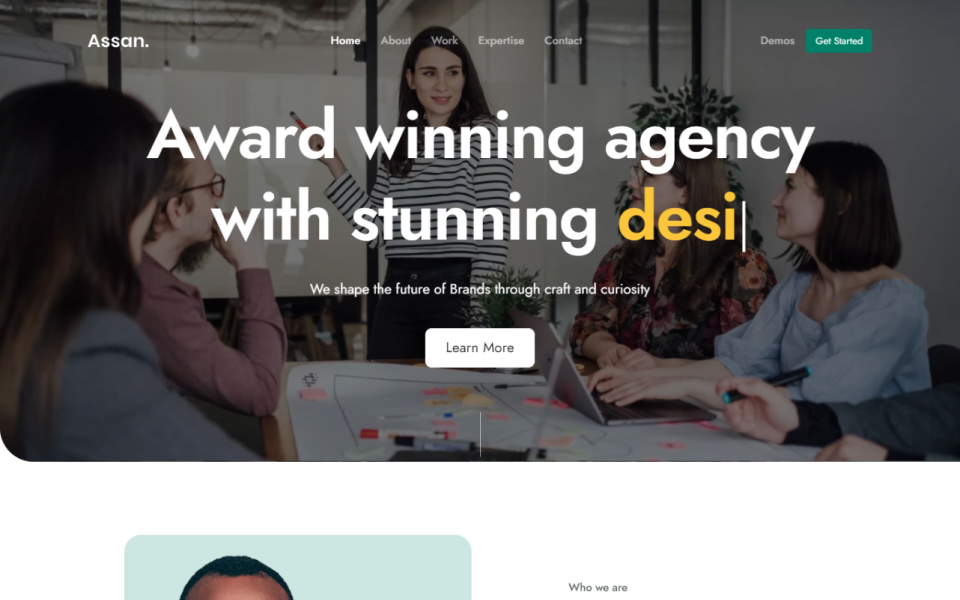 Assan.
Home About Work Expertise Contact
Demos Get Started
Award winning agency
with stunning desi
We shape the future of Brands through craft and curiosity
Learn More
Who we are